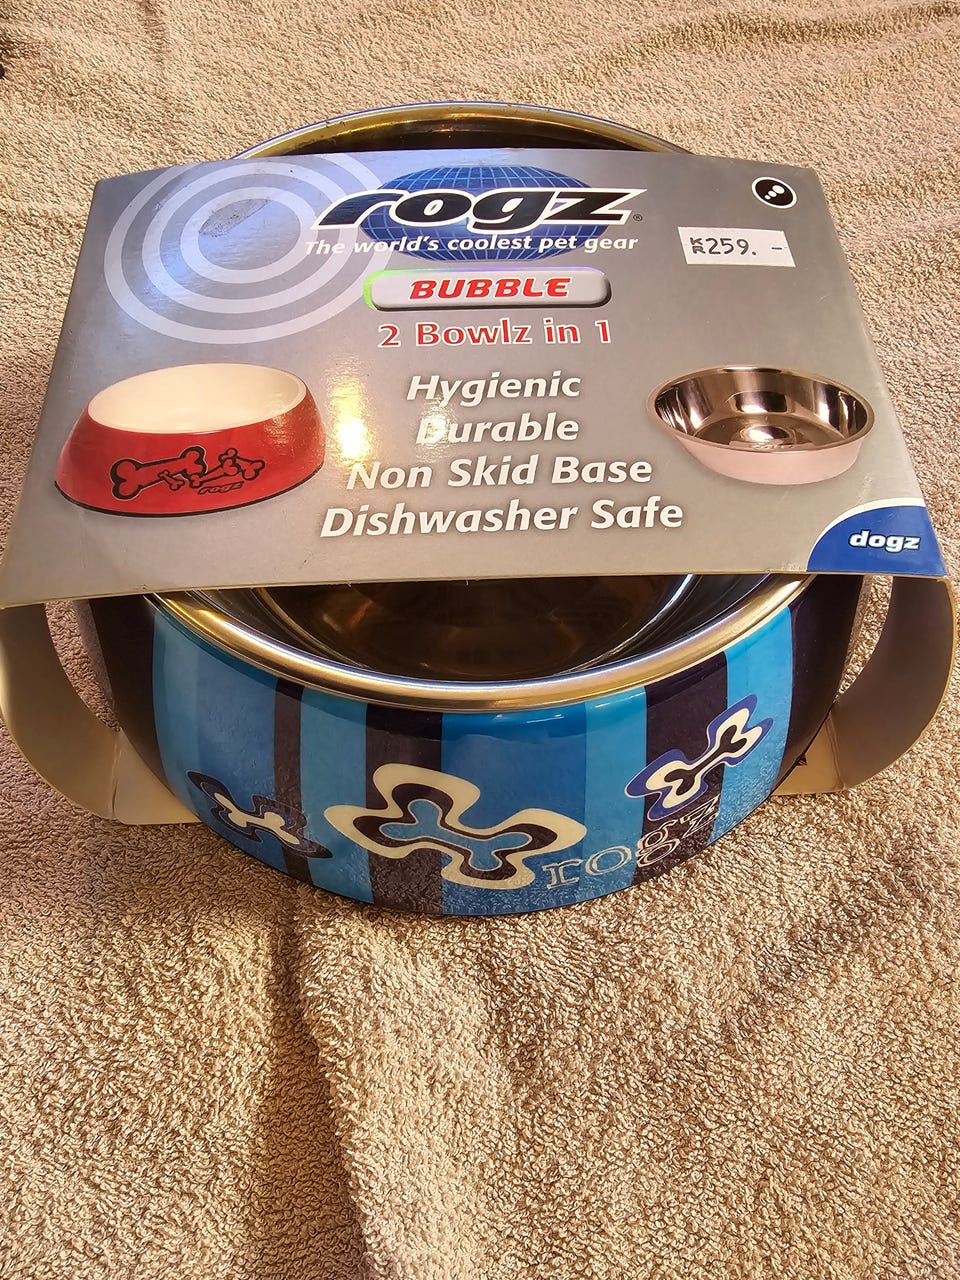 rogz®
The world's coolest pet gear
KR259.-
BUBBLE
2 Bowlz in 1
Hygienic
Durable
Non Skid Base
Dishwasher Safe
rogz
dogz
rogz